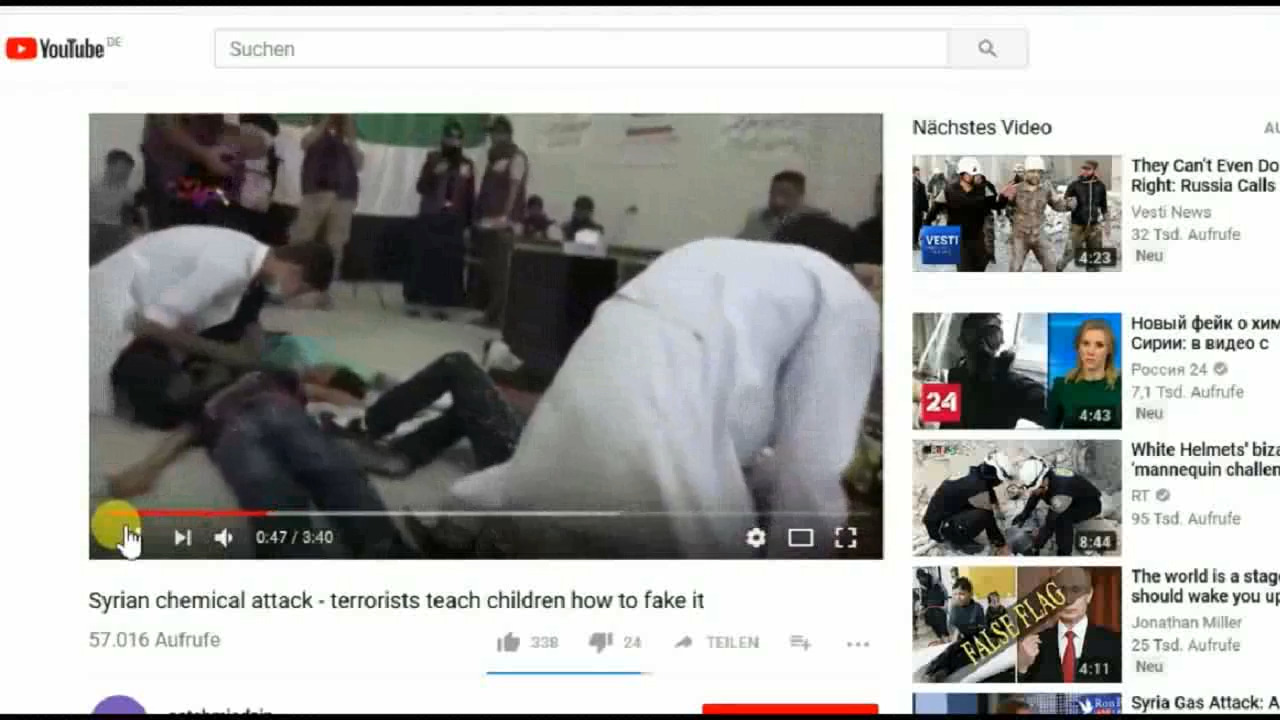 YouTube DE
Suchen
Nächstes Video
They Can't Even Do
Right: Russia Calls
Vesti News
32 Tsd. Aufrufe
Neu
VESTI
4:23
Новый фейк о хим
Сирии: в видео с
Россия 24
7,1 Tsd. Aufrufe
Neu
24
4:43
White Helmets' biza
'mannequin challen
RT
95 Tsd. Aufrufe
8:44
The world is a stag
should wake you up
Jonathan Miller
25 Tsd. Aufrufe
Neu
FALSE FLAG
4:11
Syria Gas Attack: A
0:47 / 3:40
Syrian chemical attack - terrorists teach children how to fake it
57.016 Aufrufe
338
24
TEILEN